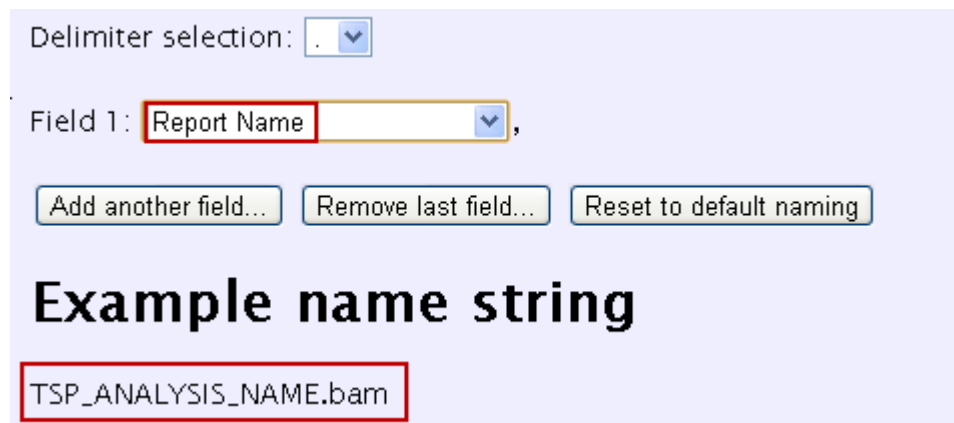 Delimiter selection: .
Field 1: Report Name ,
Add another field... Remove last field... Reset to default naming
Example name string
TSP_ANALYSIS_NAME.bam